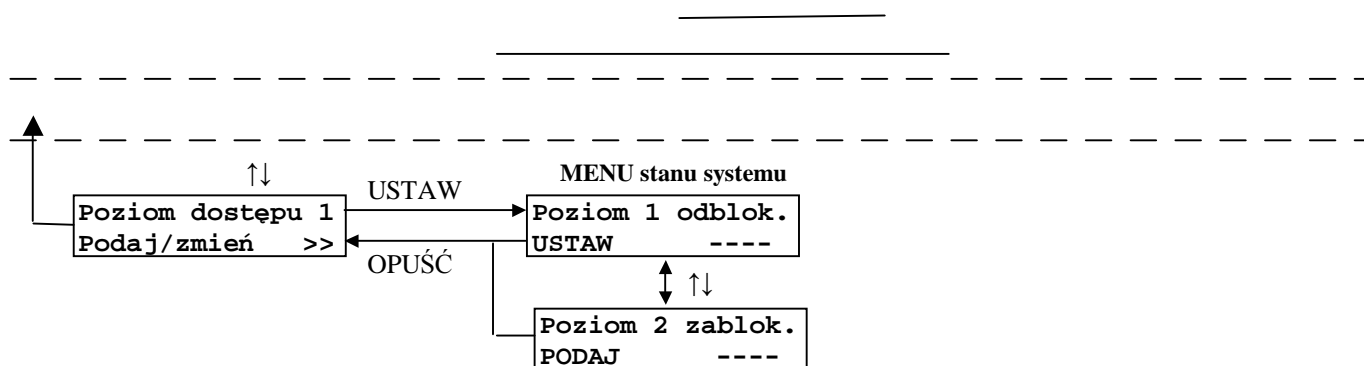 MENU stanu systemu
↑↓
USTAW
Poziom dostępu 1
Podaj/zmień >>
Poziom 1 odblok.
USTAW ----
OPUŚĆ
↑↓
Poziom 2 zablok.
PODAJ ----